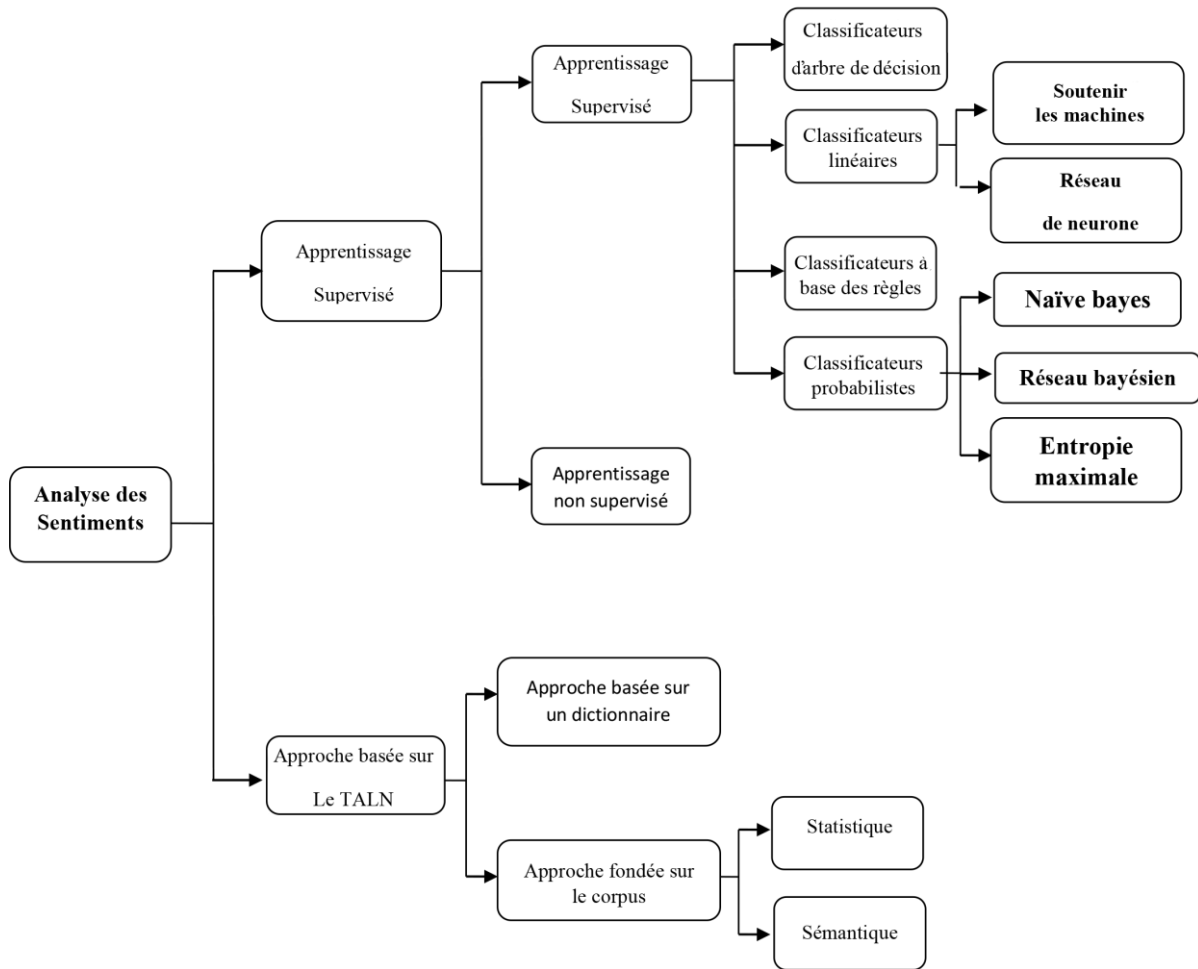 Classificateurs
d'arbre de décision
Apprentissage
Supervisé
Soutenir
les machines
Classificateurs
linéaires
Réseau
de neurone
Apprentissage
Supervisé
Classificateurs à
base des règles
Naïve bayes
Classificateurs
probabilistes
Réseau bayésien
Entropie
maximale
Apprentissage
non supervisé
Analyse des
Sentiments
Approche basée sur
un dictionnaire
Approche basée sur
Le TALN
Statistique
Approche fondée sur
le corpus
Sémantique